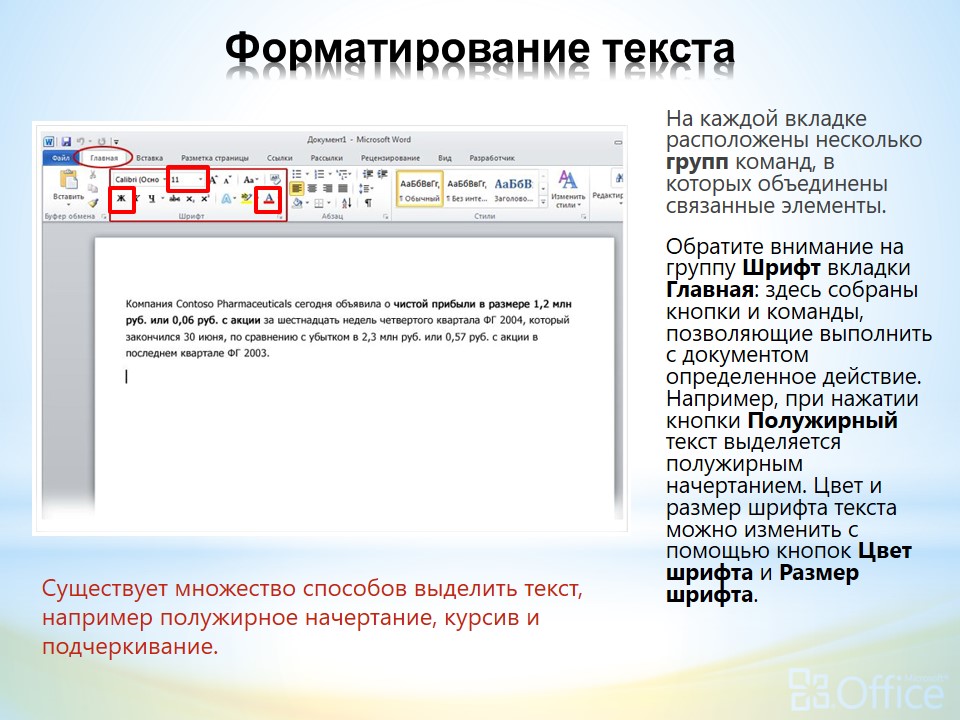 Форматирование текста
Документ1 - Microsoft Word
Файл Главная Вставка Разметка страницы Ссылки Рассылки Рецензирование Вид Разработчик
Calibri (Осно 11
Вставить
Ж Ч abc
АаБбВвГг, АаБбВвГг, АаБбВ
¶ Обычный ¶ Без инте... Заголово...
Изменить
стили
Редактир
Буфер обмена Шрифт Абзац Стили
Компания Contoso Pharmaceuticals сегодня объявила о чистой прибыли в размере 1,2 млн
руб. или 0,06 руб. с акции за шестнадцать недель четвертого квартала ФГ 2004, который
закончился 30 июня, по сравнению с убытком в 2,3 млн руб. или 0,57 руб. с акции в
последнем квартале ФГ 2003.
На каждой вкладке
расположены несколько
групп команд, в
которых объединены
связанные элементы.
Обратите внимание на
группу Шрифт вкладки
Главная: здесь собраны
кнопки и команды,
позволяющие выполнить
с документом
определенное действие.
Например, при нажатии
кнопки Полужирный
текст выделяется
полужирным
начертанием. Цвет и
размер шрифта текста
можно изменить с
помощью кнопок Цвет
шрифта и Размер
шрифта.
Существует множество способов выделить текст,
например полужирное начертание, курсив и
подчеркивание.
Microsoft
Office